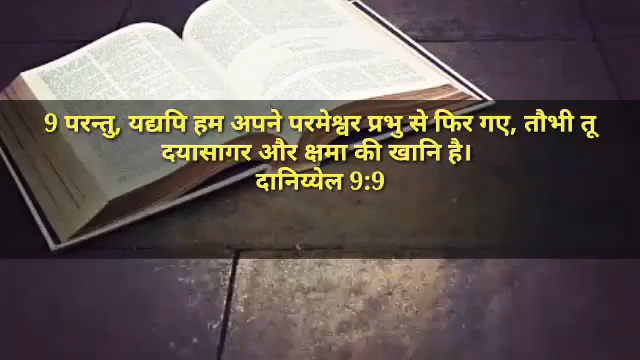 9 परन्तु, यद्यपि हम अपने परमेश्वर प्रभु से फिर गए, तौभी तू
दयासागर और क्षमा की खानि है।
दानिय्येल 9:9